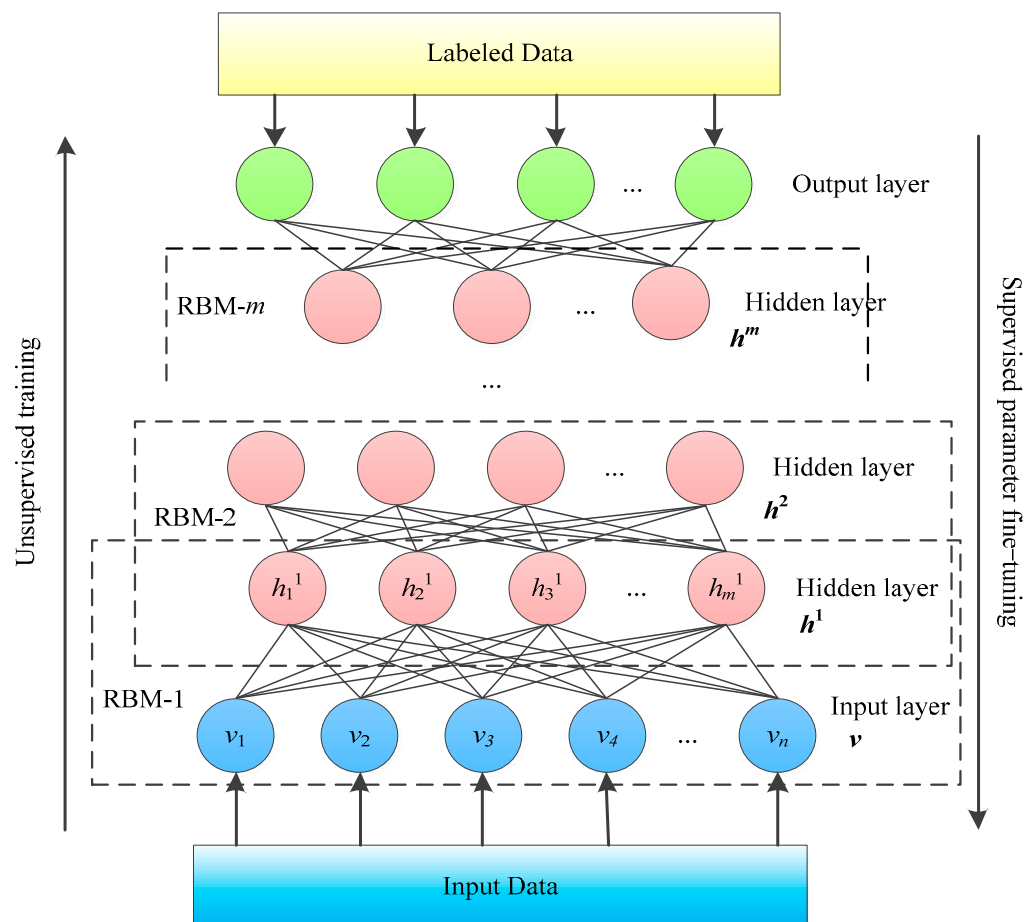 Labeled Data
... Output layer
RBM-m ... Hidden layer
h^m
...
... Hidden layer
RBM-2 h^2
h_1^1 h_2^1 h_3^1 ... h_m^1 Hidden layer
h^1
RBM-1 Input layer
v_1 v_2 v_3 v_4 ... v_n v
Input Data
Unsupervised training
Supervised parameter fine-tuning